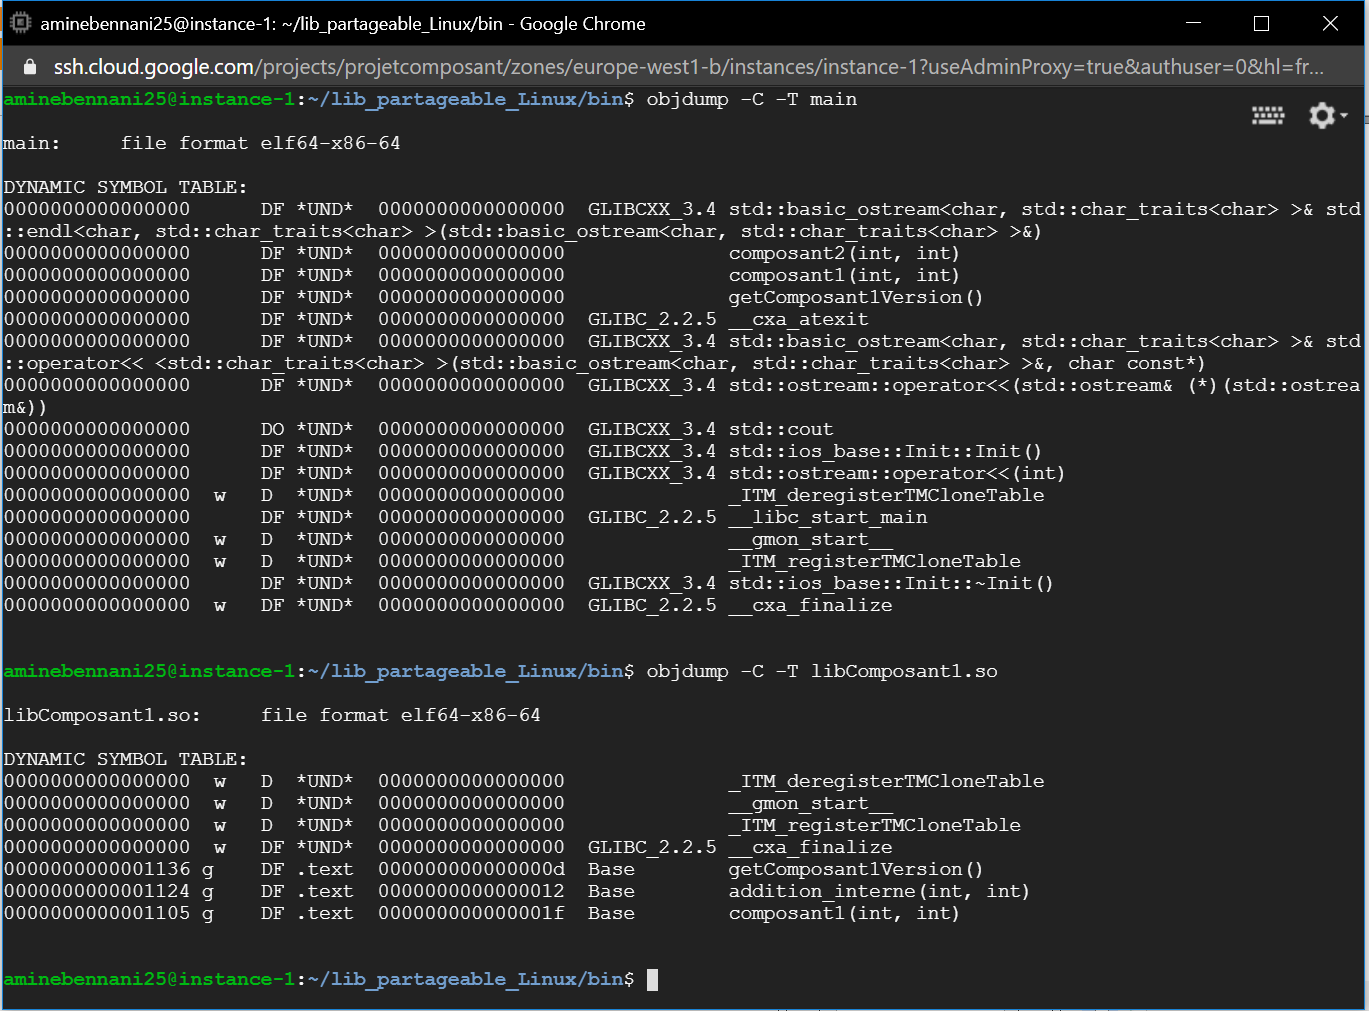 aminebennani25@instance-1: ~/lib_partageable_Linux/bin - Google Chrome
ssh.cloud.google.com/projects/projetcomposant/zones/europe-west1-b/instances/instance-1?useAdminProxy=true&authuser=0&hl=fr...
aminebennani25@instance-1:~/lib_partageable_Linux/bin$ objdump -C -T main
main:     file format elf64-x86-64
DYNAMIC SYMBOL TABLE:
0000000000000000      DF *UND*  0000000000000000  GLIBCXX_3.4 std::basic_ostream<char, std::char_traits<char> >& std
::endl<char, std::char_traits<char> >(std::basic_ostream<char, std::char_traits<char> >&)
0000000000000000      DF *UND*  0000000000000000              composant2(int, int)
0000000000000000      DF *UND*  0000000000000000              composant1(int, int)
0000000000000000      DF *UND*  0000000000000000              getComposant1Version()
0000000000000000      DF *UND*  0000000000000000  GLIBC_2.2.5 __cxa_atexit
0000000000000000      DF *UND*  0000000000000000  GLIBCXX_3.4 std::basic_ostream<char, std::char_traits<char> >& std
::operator<< <std::char_traits<char> >(std::basic_ostream<char, std::char_traits<char> >&, char const*)
0000000000000000      DF *UND*  0000000000000000  GLIBCXX_3.4 std::ostream::operator<<(std::ostream& (*)(std::ostrea
m&))
0000000000000000      DO *UND*  0000000000000000  GLIBCXX_3.4 std::cout
0000000000000000      DF *UND*  0000000000000000  GLIBCXX_3.4 std::ios_base::Init::Init()
0000000000000000      DF *UND*  0000000000000000  GLIBCXX_3.4 std::ostream::operator<<(int)
0000000000000000  w   D  *UND*  0000000000000000              _ITM_deregisterTMCloneTable
0000000000000000      DF *UND*  0000000000000000  GLIBC_2.2.5 __libc_start_main
0000000000000000  w   D  *UND*  0000000000000000              __gmon_start__
0000000000000000  w   D  *UND*  0000000000000000              _ITM_registerTMCloneTable
0000000000000000      DF *UND*  0000000000000000  GLIBCXX_3.4 std::ios_base::Init::~Init()
0000000000000000  w   DF *UND*  0000000000000000  GLIBC_2.2.5 __cxa_finalize
aminebennani25@instance-1:~/lib_partageable_Linux/bin$ objdump -C -T libComposant1.so
libComposant1.so:     file format elf64-x86-64
DYNAMIC SYMBOL TABLE:
0000000000000000  w   D  *UND*  0000000000000000              _ITM_deregisterTMCloneTable
0000000000000000  w   D  *UND*  0000000000000000              __gmon_start__
0000000000000000  w   D  *UND*  0000000000000000              _ITM_registerTMCloneTable
0000000000000000  w   DF *UND*  0000000000000000  GLIBC_2.2.5 __cxa_finalize
0000000000001136 g    DF .text  000000000000000d  Base        getComposant1Version()
0000000000001124 g    DF .text  0000000000000012  Base        addition_interne(int, int)
0000000000001105 g    DF .text  000000000000001f  Base        composant1(int, int)
aminebennani25@instance-1:~/lib_partageable_Linux/bin$